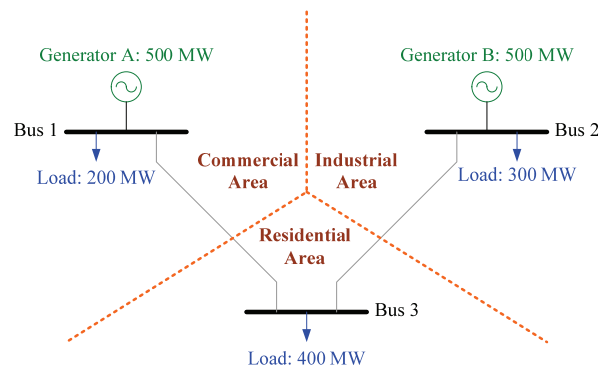 Generator A: 500 MW
Generator B: 500 MW
Bus 1
Bus 2
Load: 200 MW
Commercial
Area
Industrial
Area
Load: 300 MW
Residential
Area
Bus 3
Load: 400 MW